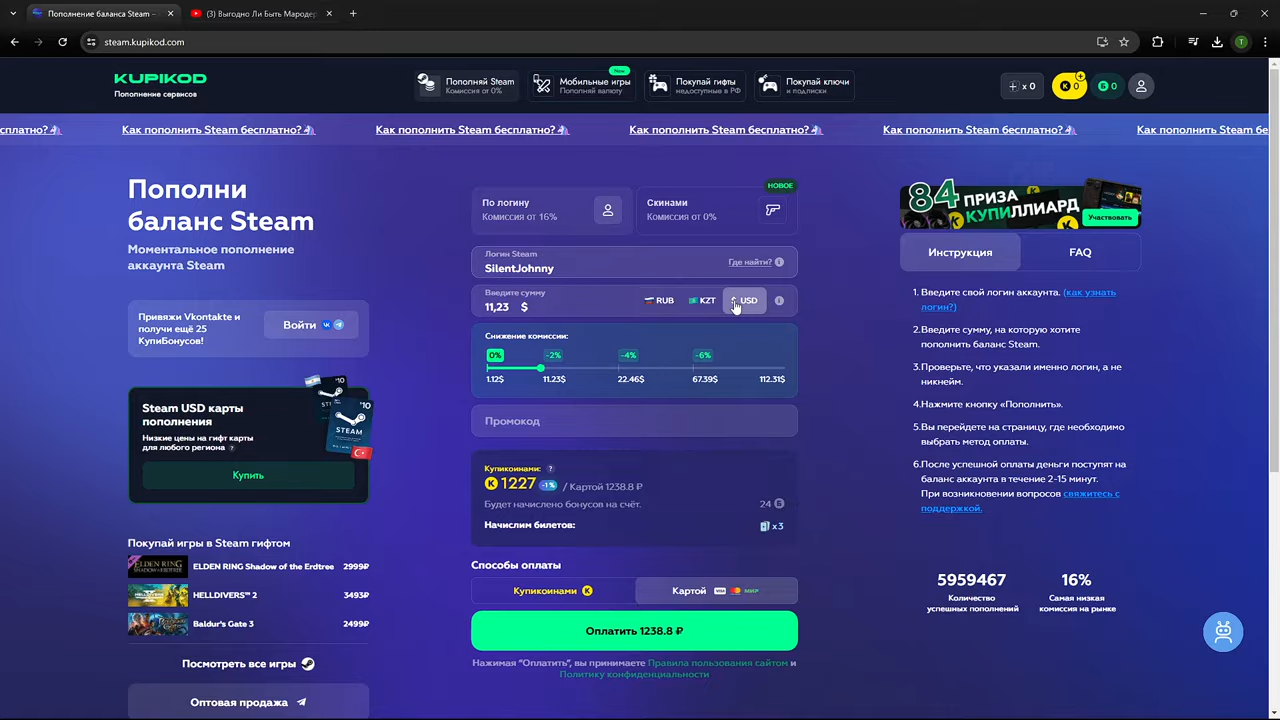 Пополнение баланса Steam –
(3) Выгодно Ли Быть Мародер
steam.kupikod.com
T
KUPIKOD
Пополнение сервисов
Пополняй Steam
Комиссия от 0%
New
Мобильные игры
Пополняй валюту
Покупай гифты
недоступные в РФ
Покупай ключи
и подписки
x 0
K 0
Б 0
сплатно?
Как пополнить Steam бесплатно?
Как пополнить Steam бесплатно?
Как пополнить Steam бесплатно?
Как пополнить Steam бесплатно?
Как пополнить Steam бе
Пополни
баланс Steam
Моментальное пополнение
аккаунта Steam
Привяжи Vkontakte и
получи ещё 25
КупиБонусов!
Войти
Steam USD карты
пополнения
Низкие цены на гифт карты
для любого региона ?
$10
STEAM
Купить
Покупай игры в Steam гифтом
ELDEN RING Shadow of the Erdtree 2999₽
HELLDIVERS™ 2 3493₽
Baldur's Gate 3 2499₽
Посмотреть все игры
Оптовая продажа
По логину
Комиссия от 16%
НОВОЕ
Скинами
Комиссия от 0%
Логин Steam
SilentJohnny
Где найти?
Введите сумму
11,23 $
RUB
KZT
$ USD
Снижение комиссии:
0% -2% -4% -6%
1.12$ 11.23$ 22.46$ 67.39$ 112.31$
Промокод
Купикоинами: ?
K 1227 -1% / Картой 1238.8 ₽
Будет начислено бонусов на счёт. 24 Б
Начислим билетов: x3
Способы оплаты
Купикоинами K
Картой VISA МИР
Оплатить 1238.8 ₽
Нажимая “Оплатить”, вы принимаете Правила пользования сайтом и
Политику конфиденциальности
84 ПРИЗА
КУПИЛЛИАРД
Участвовать
Инструкция
FAQ
1. Введите свой логин аккаунта. (как узнать
логин?)
2. Введите сумму, на которую хотите
пополнить баланс Steam.
3. Проверьте, что указали именно логин, а не
никнейм.
4. Нажмите кнопку «Пополнить».
5. Вы перейдете на страницу, где необходимо
выбрать метод оплаты.
6. После успешной оплаты деньги поступят на
баланс аккаунта в течение 2-15 минут.
При возникновении вопросов свяжитесь с
поддержкой.
5959467
Количество
успешных пополнений
16%
Самая низкая
комиссия на рынке